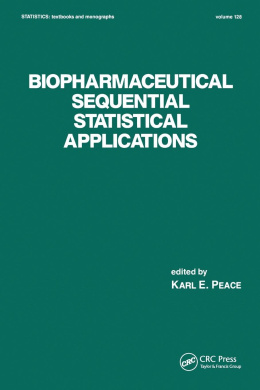 STATISTICS: textbooks and monographs volume 128
BIOPHARMACEUTICAL
SEQUENTIAL
STATISTICAL
APPLICATIONS
edited by
KARL E. PEACE
CRC Press
Taylor & Francis Group